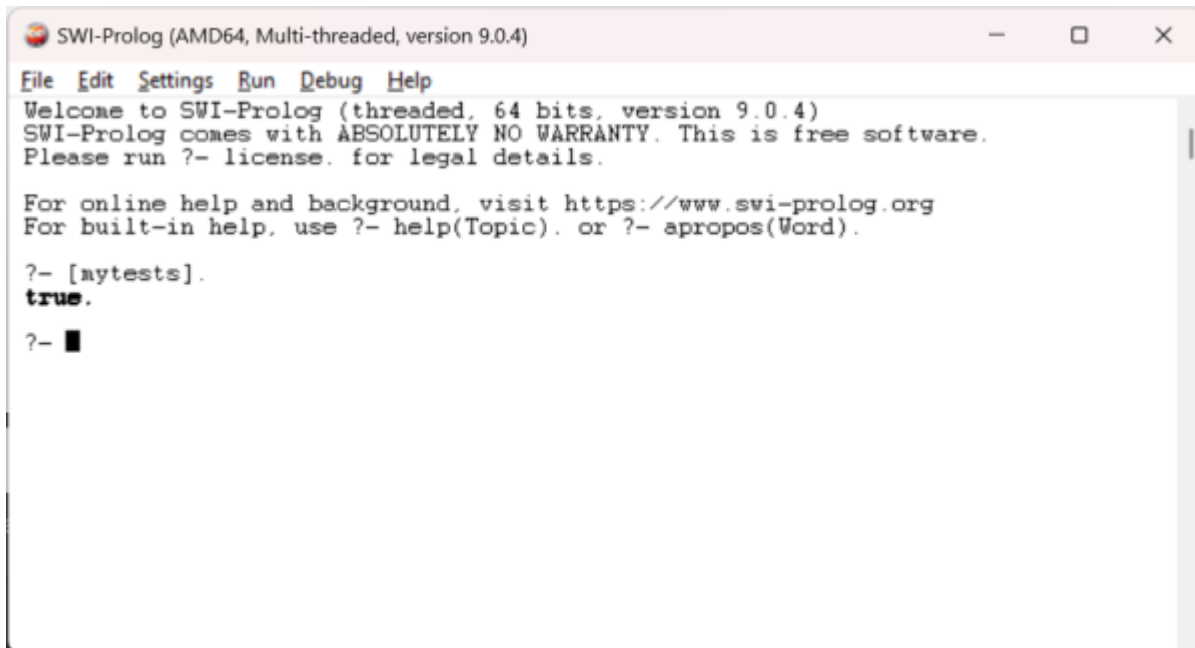 SWI-Prolog (AMD64, Multi-threaded, version 9.0.4)
File Edit Settings Run Debug Help
Welcome to SWI-Prolog (threaded, 64 bits, version 9.0.4)
SWI-Prolog comes with ABSOLUTELY NO WARRANTY. This is free software.
Please run ?- license. for legal details.
For online help and background, visit https://www.swi-prolog.org
For built-in help, use ?- help(Topic). or ?- apropos(Word).
?- [mytests].
true.
?-